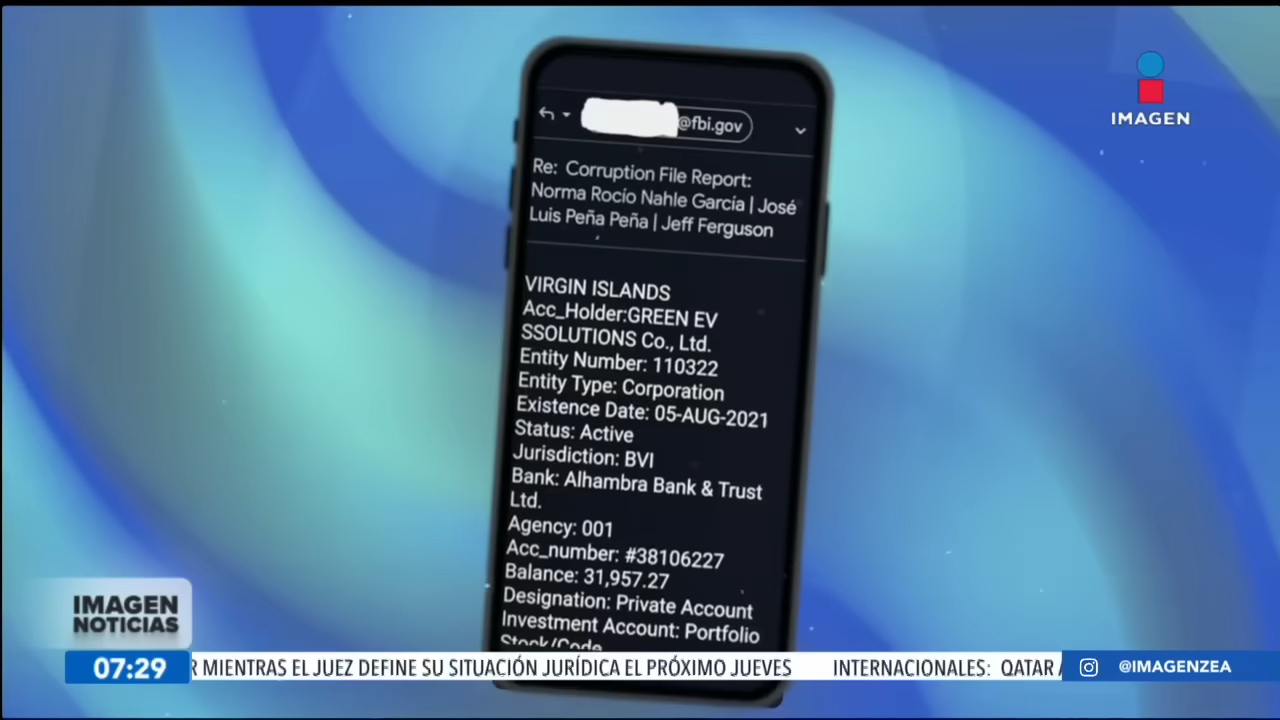 IMAGEN
@fbi.gov
Re: Corruption File Report:
Norma Rocío Nahle García | José
Luis Peña Peña | Jeff Ferguson
VIRGIN ISLANDS
Acc_Holder:GREEN EV
SSOLUTIONS Co., Ltd.
Entity Number: 110322
Entity Type: Corporation
Existence Date: 05-AUG-2021
Status: Active
Jurisdiction: BVI
Bank: Alhambra Bank & Trust
Ltd.
Agency: 001
Acc_number: #38106227
Balance: 31,957.27
Designation: Private Account
Investment Account: Portfolio
Stock/Code
IMAGEN
NOTICIAS
07:29
R MIENTRAS EL JUEZ DEFINE SU SITUACIÓN JURÍDICA EL PRÓXIMO JUEVES INTERNACIONALES: QATAR
@IMAGENZEA